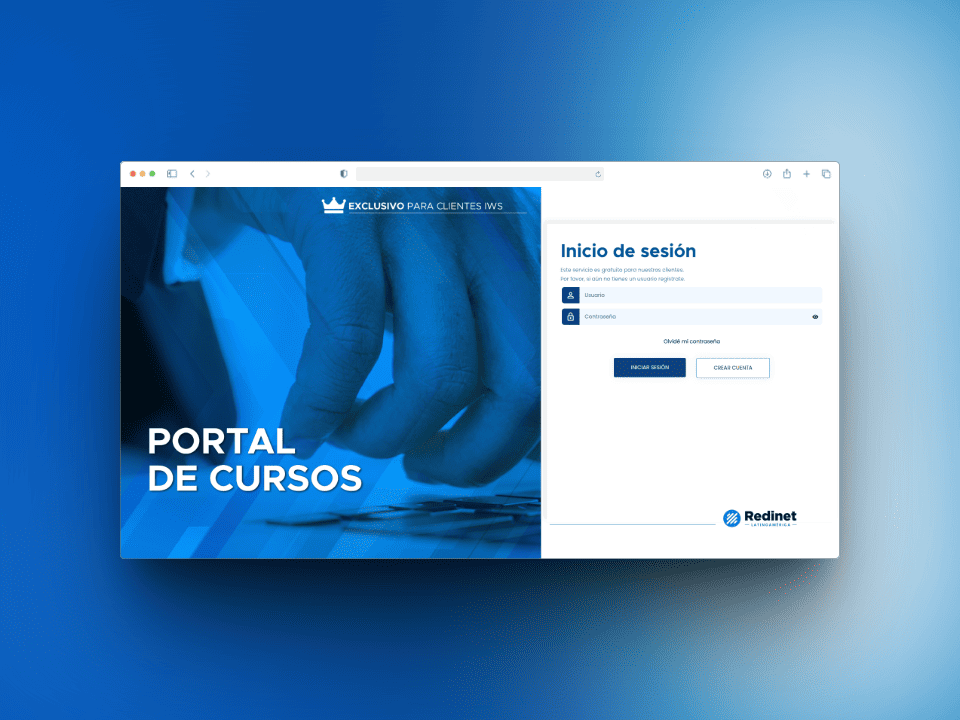 EXCLUSIVO PARA CLIENTES IWS
PORTAL
DE CURSOS
Inicio de sesión
Este servicio es gratuito para nuestros clientes.
Por favor, si aún no tienes un usuario regístrate.
Usuario
Contraseña
Olvidé mi contraseña
INICIAR SESIÓN
CREAR CUENTA
Redinet
LATINOAMÉRICA